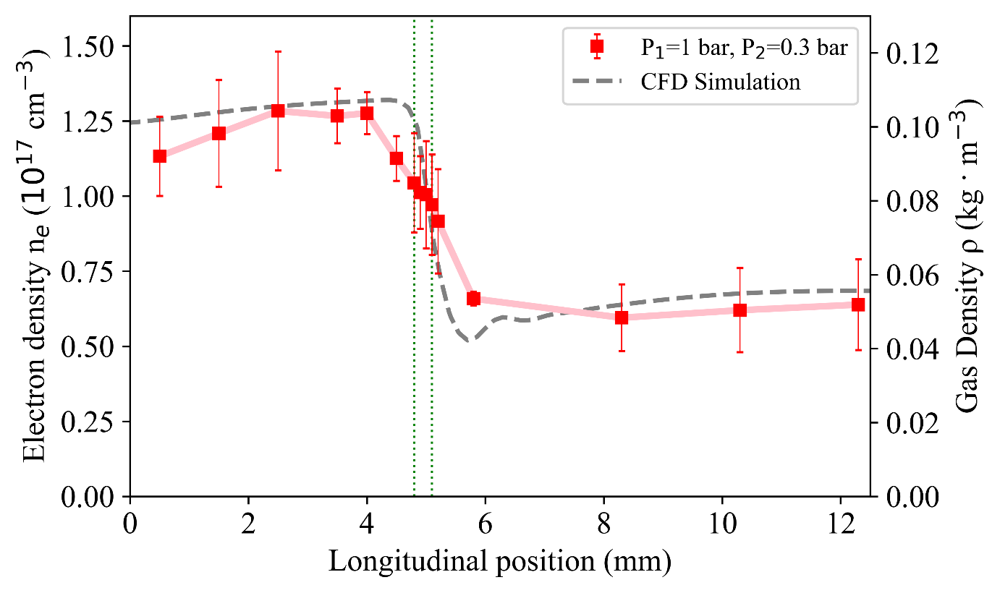 P₁=1 bar, P₂=0.3 bar
CFD Simulation
Electron density nₑ (10¹⁷ cm⁻³)
1.50
1.25
1.00
0.75
0.50
0.25
0.00
0.12
0.10
0.08
0.06
0.04
0.02
0.00
Gas Density ρ (kg · m⁻³)
0 2 4 6 8 10 12
Longitudinal position (mm)